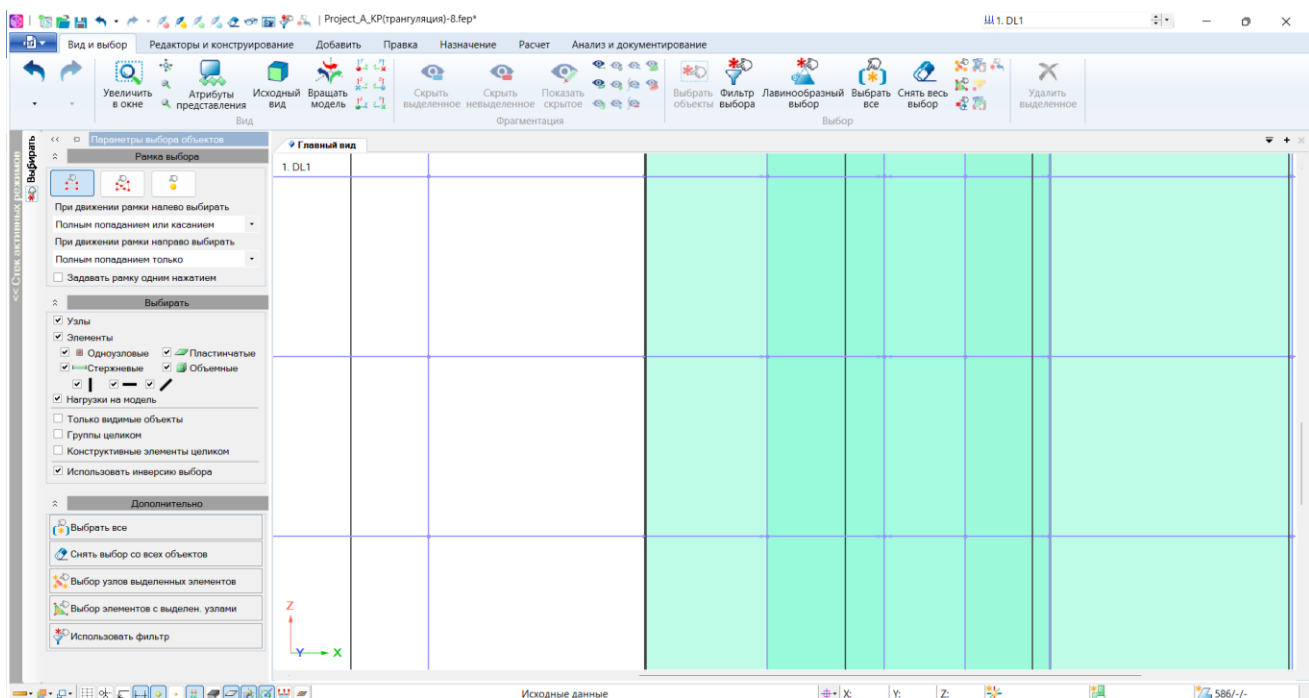 Project_A_КР(трангуляция)-8.fep*
1. DL1
Вид и выбор
Редакторы и конструирование
Добавить
Правка
Назначение
Расчет
Анализ и документирование
Увеличить в окне
Атрибуты представления
Исходный вид
Вращать модель
Скрыть выделенное
Скрыть невыделенное
Показать скрытое
Выбрать объекты
Фильтр выбора
Лавинообразный выбор
Выбрать все
Снять весь выбор
Удалить выделенное
Вид
Фрагментация
Выбор
<< Стек активных режимов
Выбирать
<< Параметры выбора объектов
Рамка выбора
При движении рамки налево выбирать
Полным попаданием или касанием
При движении рамки направо выбирать
Полным попаданием только
Задавать рамку одним нажатием
Выбирать
Узлы
Элементы
Одноузловые
Пластинчатые
Стержневые
Объемные
Нагрузки на модель
Только видимые объекты
Группы целиком
Конструктивные элементы целиком
Использовать инверсию выбора
Дополнительно
Выбрать все
Снять выбор со всех объектов
Выбор узлов выделенных элементов
Выбор элементов с выделен. узлами
Использовать фильтр
Главный вид
1. DL1
Z
Y X
Исходные данные
X:
Y:
Z:
586/-/-